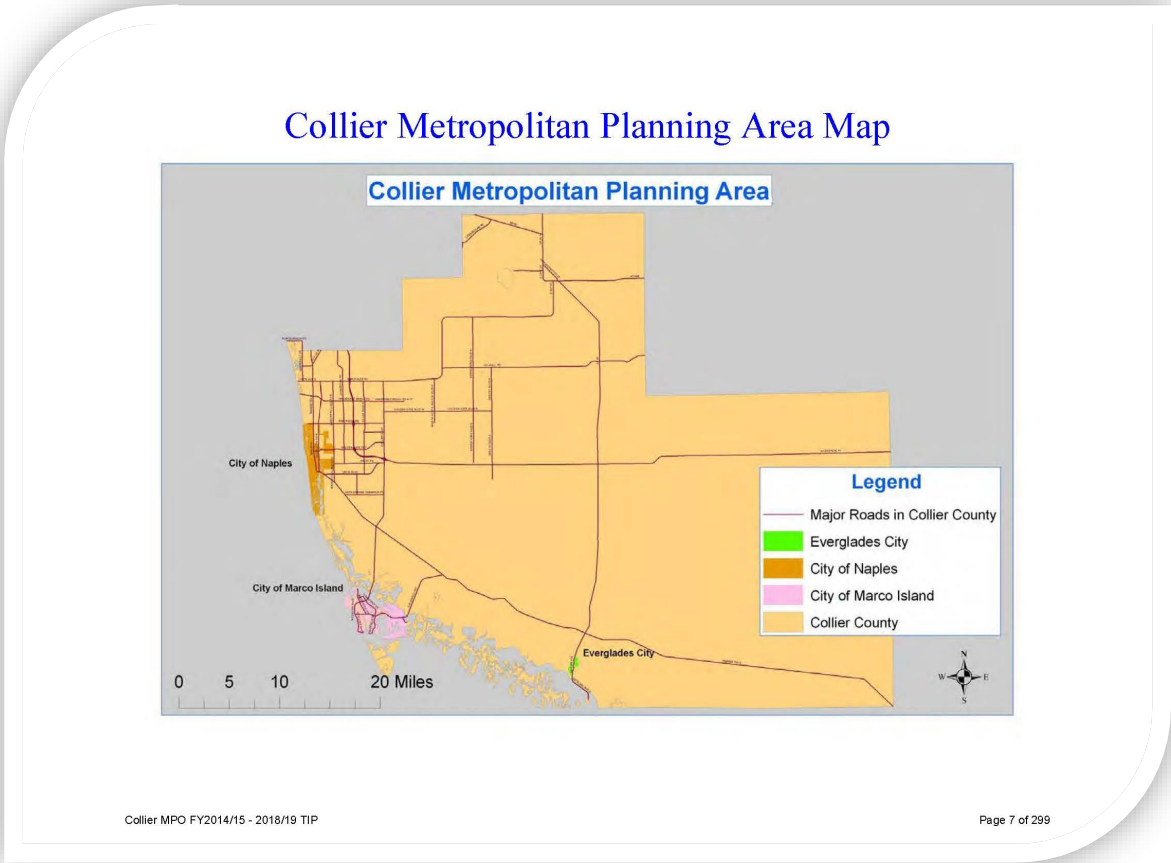 Collier Metropolitan Planning Area Map
Collier Metropolitan Planning Area
City of Naples
Legend
Major Roads in Collier County
Everglades City
City of Naples
City of Marco Island
Collier County
City of Marco Island
Everglades City
N
W E
S
0 5 10 20 Miles
Collier MPO FY2014/15 - 2018/19 TIP
Page 7 of 299